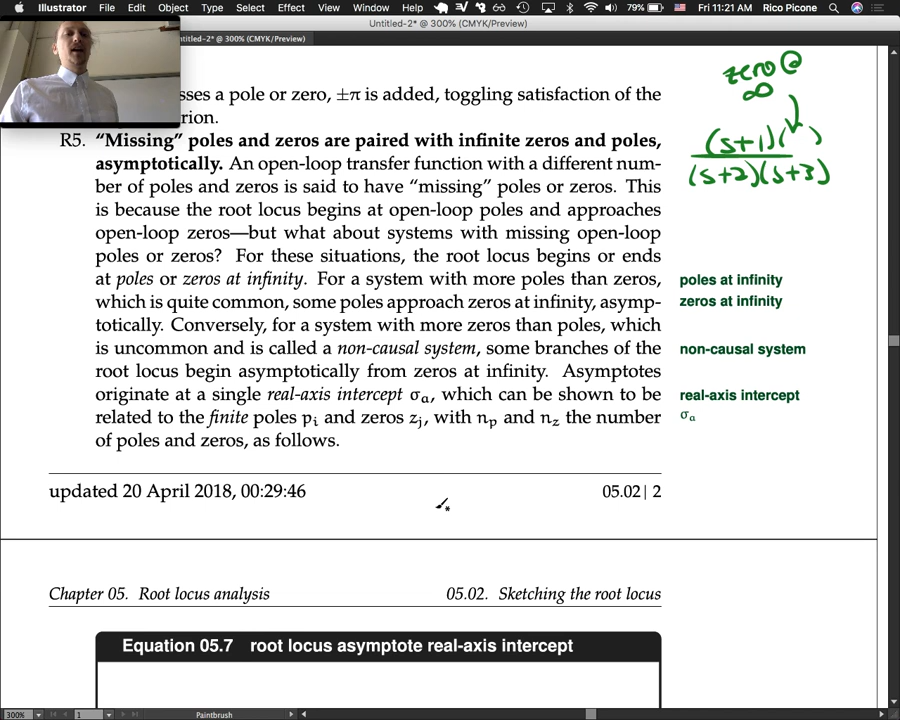 Illustrator File Edit Object Type Select Effect View Window Help 79% Fri 11:21 AM Rico Picone
Untitled-2* @ 300% (CMYK/Preview)
ntitled-2* @ 300% (CMYK/Preview)
zero @
∞
(s+1)( )
(s+2)(s+3)
sses a pole or zero, ±π is added, toggling satisfaction of the
rion.
R5. “Missing” poles and zeros are paired with infinite zeros and poles,
asymptotically. An open-loop transfer function with a different num-
ber of poles and zeros is said to have “missing” poles or zeros. This
is because the root locus begins at open-loop poles and approaches
open-loop zeros—but what about systems with missing open-loop
poles or zeros? For these situations, the root locus begins or ends
at poles or zeros at infinity. For a system with more poles than zeros,
which is quite common, some poles approach zeros at infinity, asymp-
totically. Conversely, for a system with more zeros than poles, which
is uncommon and is called a non-causal system, some branches of the
root locus begin asymptotically from zeros at infinity. Asymptotes
originate at a single real-axis intercept σₐ, which can be shown to be
related to the finite poles pᵢ and zeros zⱼ, with nₚ and n_z the number
of poles and zeros, as follows.
poles at infinity
zeros at infinity
non-causal system
real-axis intercept
σₐ
updated 20 April 2018, 00:29:46 05.02| 2
Chapter 05. Root locus analysis 05.02. Sketching the root locus
Equation 05.7 root locus asymptote real-axis intercept
300% 1 Paintbrush